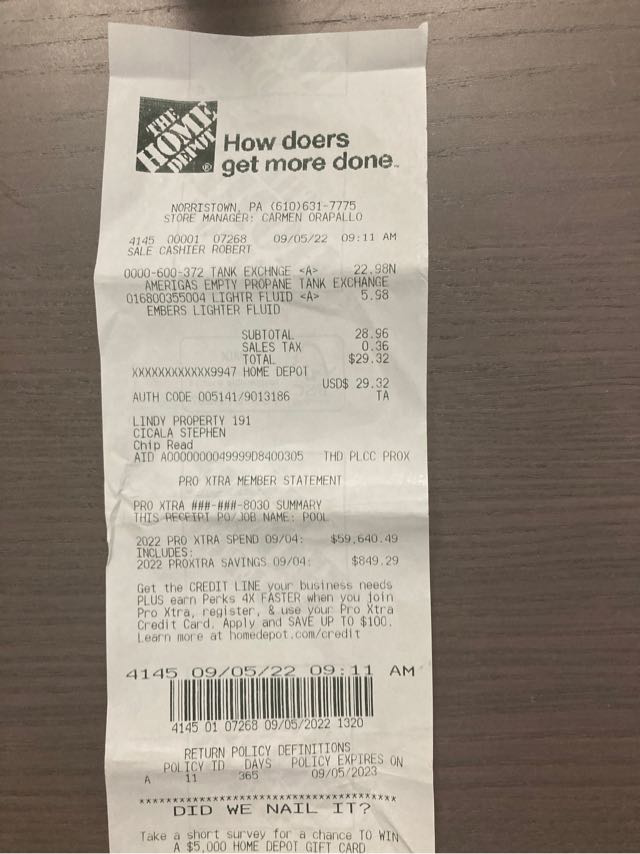 THE HOME DEPOT ®
How doers
get more done™
NORRISTOWN, PA (610)631-7775
STORE MANAGER: CARMEN ORAPALLO
4145 00001 07268 09/05/22 09:11 AM
SALE CASHIER ROBERT
0000-600-372 TANK EXCHNGE <A> 22.98N
AMERIGAS EMPTY PROPANE TANK EXCHANGE
016800355004 LIGHTR FLUID <A> 5.98
EMBERS LIGHTER FLUID
SUBTOTAL 28.96
SALES TAX 0.36
TOTAL $29.32
XXXXXXXXXXXX9947 HOME DEPOT
USD$ 29.32
AUTH CODE 005141/9013186 TA
LINDY PROPERTY 191
CICALA STEPHEN
Chip Read
AID A0000000049999D8400305 THD PLCC PROX
PRO XTRA MEMBER STATEMENT
PRO XTRA ###-###-8030 SUMMARY
THIS RECEIPT PO/JOB NAME: POOL
2022 PRO XTRA SPEND 09/04: $59,640.49
INCLUDES:
2022 PROXTRA SAVINGS 09/04: $849.29
Get the CREDIT LINE your business needs
PLUS earn Perks 4X FASTER when you join
Pro Xtra, register, & use your Pro Xtra
Credit Card. Apply and SAVE UP TO $100.
Learn more at homedepot.com/credit
4145 09/05/22 09:11 AM
4145 01 07268 09/05/2022 1320
RETURN POLICY DEFINITIONS
POLICY ID DAYS POLICY EXPIRES ON
A 11 365 09/05/2023
****************************************
DID WE NAIL IT?
Take a short survey for a chance TO WIN
A $5,000 HOME DEPOT GIFT CARD